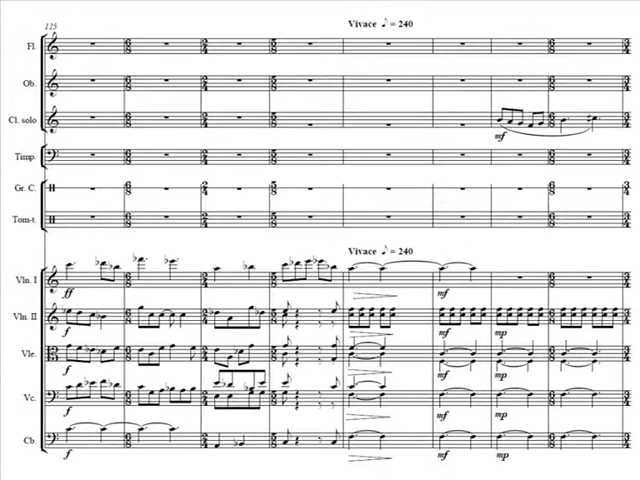 125
Vivace ♪ = 240
Fl.
Ob.
Cl. solo
mf
Timp.
Gr. C.
Tom-t.
Vivace ♪ = 240
Vln. I
ff mf
Vln. II
f mf mp
Vle.
f mf mp
Vc.
f mf mp
Cb.
f mf mp